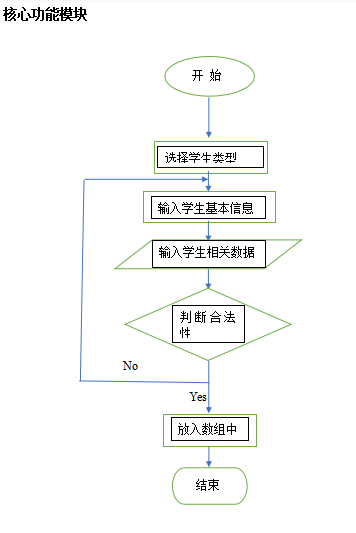 核心功能模块
开 始
选择学生类型
输入学生基本信息
输入学生相关数据
判断合法
性
No
Yes
放入数组中
结束